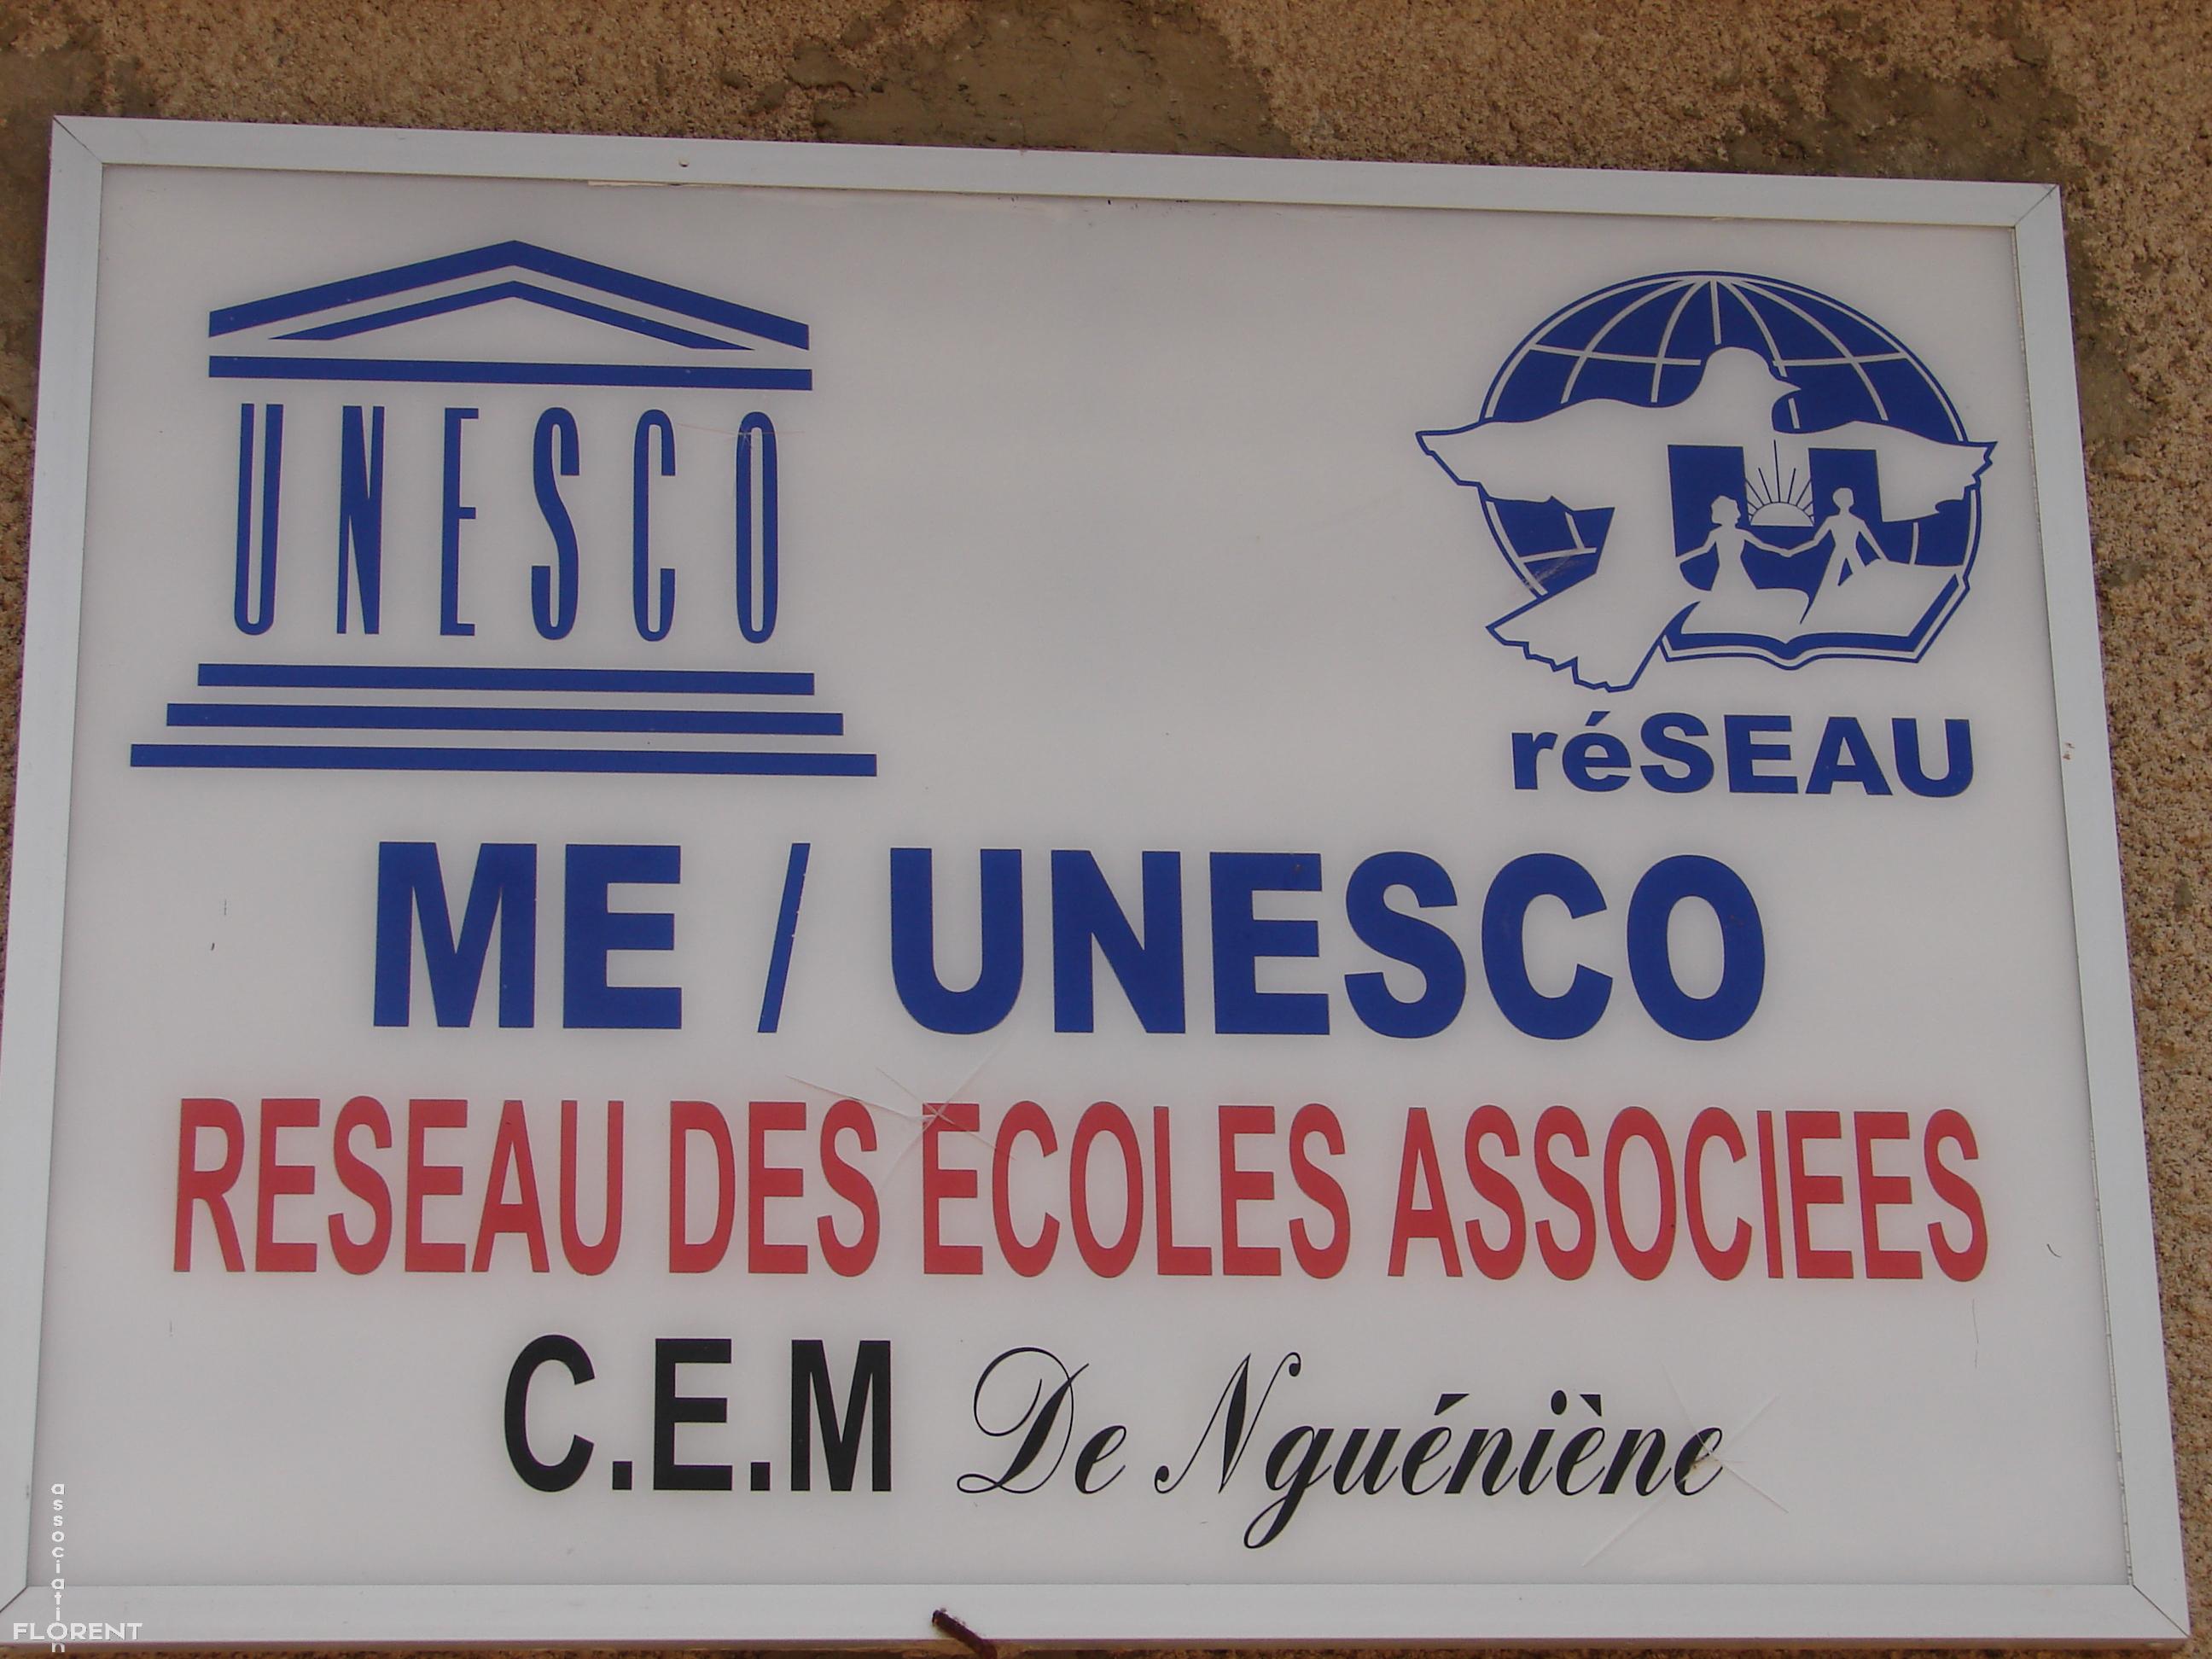 UNESCO
réSEAU
ME / UNESCO
RESEAU DES ECOLES ASSOCIEES
C.E.M De Nguéniène
association
FLORENT